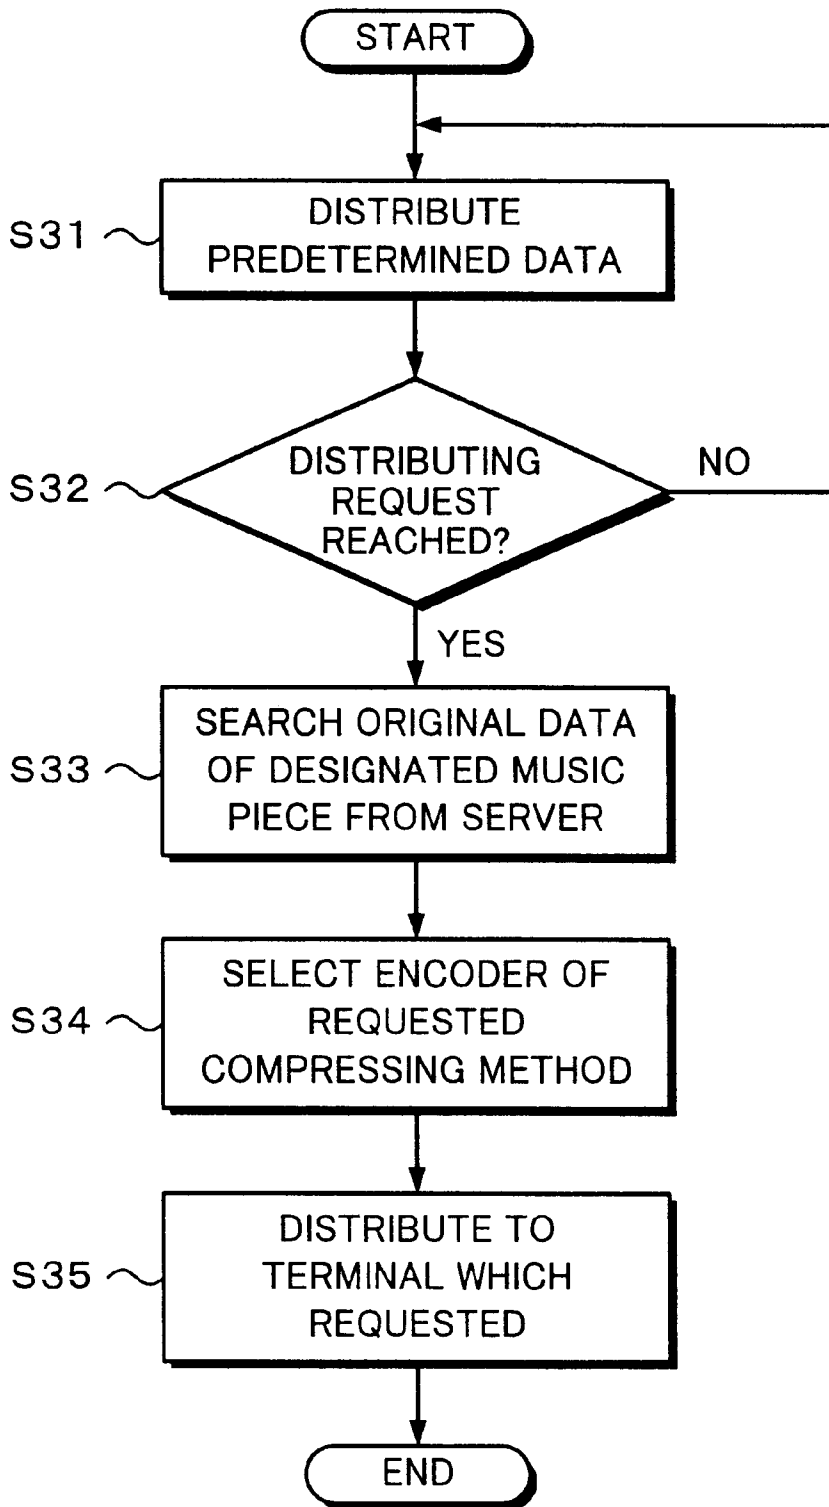 START
S31
DISTRIBUTE
PREDETERMINED DATA
S32
DISTRIBUTING
REQUEST
REACHED?
NO
YES
S33
SEARCH ORIGINAL DATA
OF DESIGNATED MUSIC
PIECE FROM SERVER
S34
SELECT ENCODER OF
REQUESTED
COMPRESSING METHOD
S35
DISTRIBUTE TO
TERMINAL WHICH
REQUESTED
END